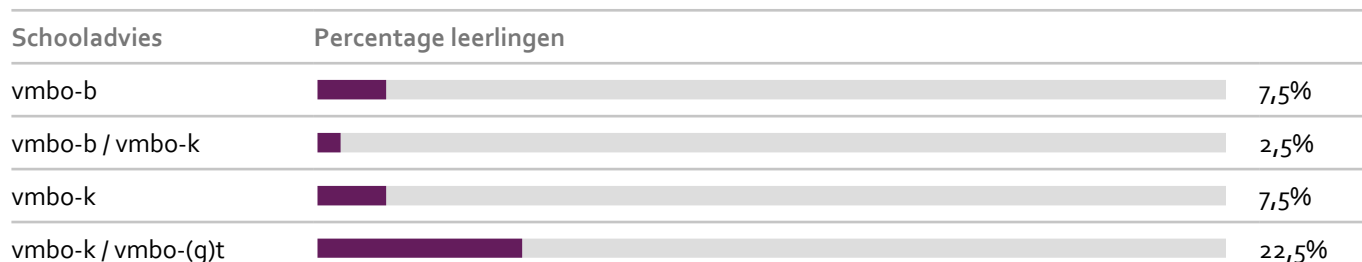 Schooladvies Percentage leerlingen
vmbo-b 7,5%
vmbo-b / vmbo-k 2,5%
vmbo-k 7,5%
vmbo-k / vmbo-(g)t 22,5%